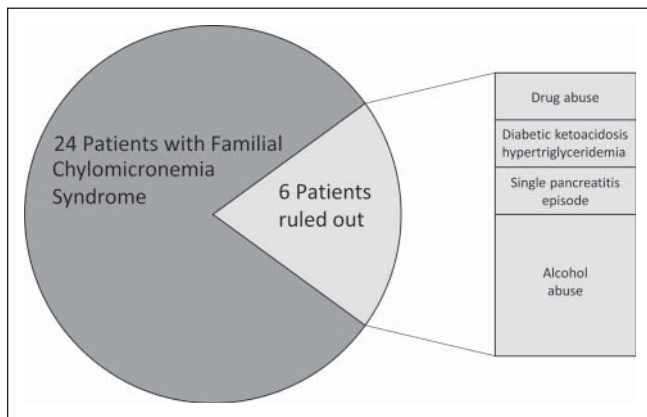 24 Patients with Familial
Chylomicronemia
Syndrome
6 Patients
ruled out
Drug abuse
Diabetic ketoacidosis
hypertriglyceridemia
Single pancreatitis
episode
Alcohol
abuse